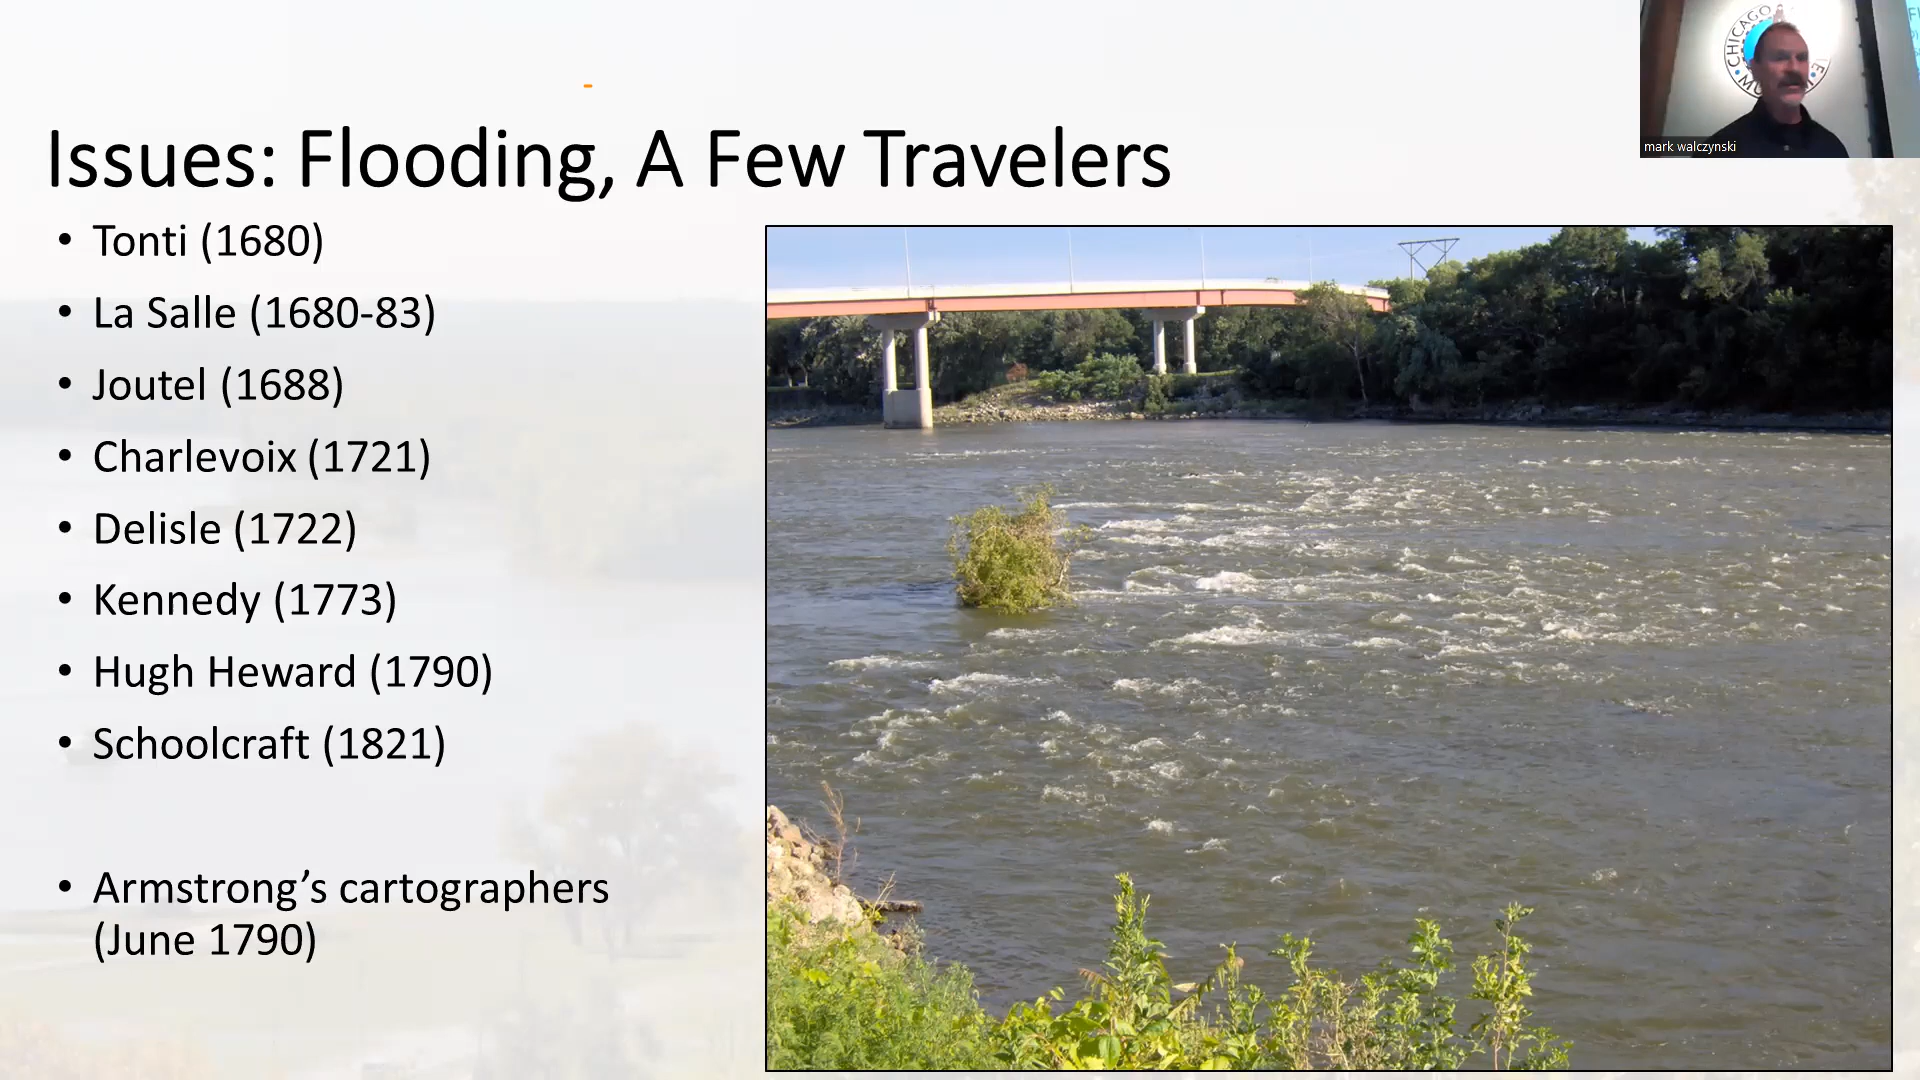 Issues: Flooding, A Few Travelers
• Tonti (1680)
• La Salle (1680-83)
• Joutel (1688)
• Charlevoix (1721)
• Delisle (1722)
• Kennedy (1773)
• Hugh Heward (1790)
• Schoolcraft (1821)
• Armstrong’s cartographers
(June 1790)
CHICAGO
mark walczynski